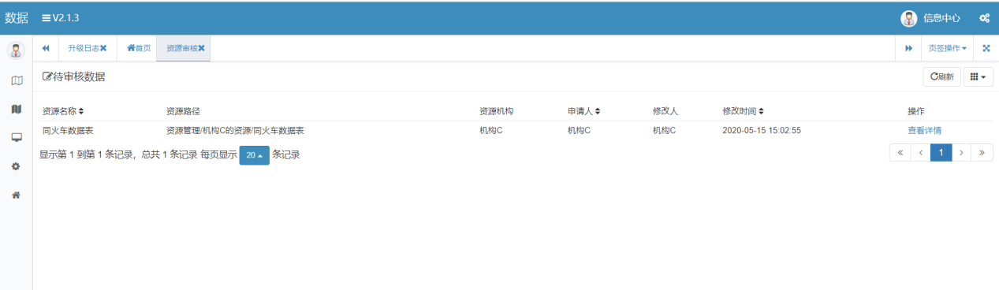 数据 V2.1.3 信息中心
升级日志 首页 资源审核 页签操作
待审核数据 刷新
资源名称 资源路径 资源机构 申请人 修改人 修改时间 操作
同火车数据表 资源管理/机构C的资源/同火车数据表 机构C 机构C 机构C 2020-05-15 15:02:55 查看详情
显示第 1 到第 1 条记录，总共 1 条记录 每页显示 20 条记录 « ‹ 1 › »